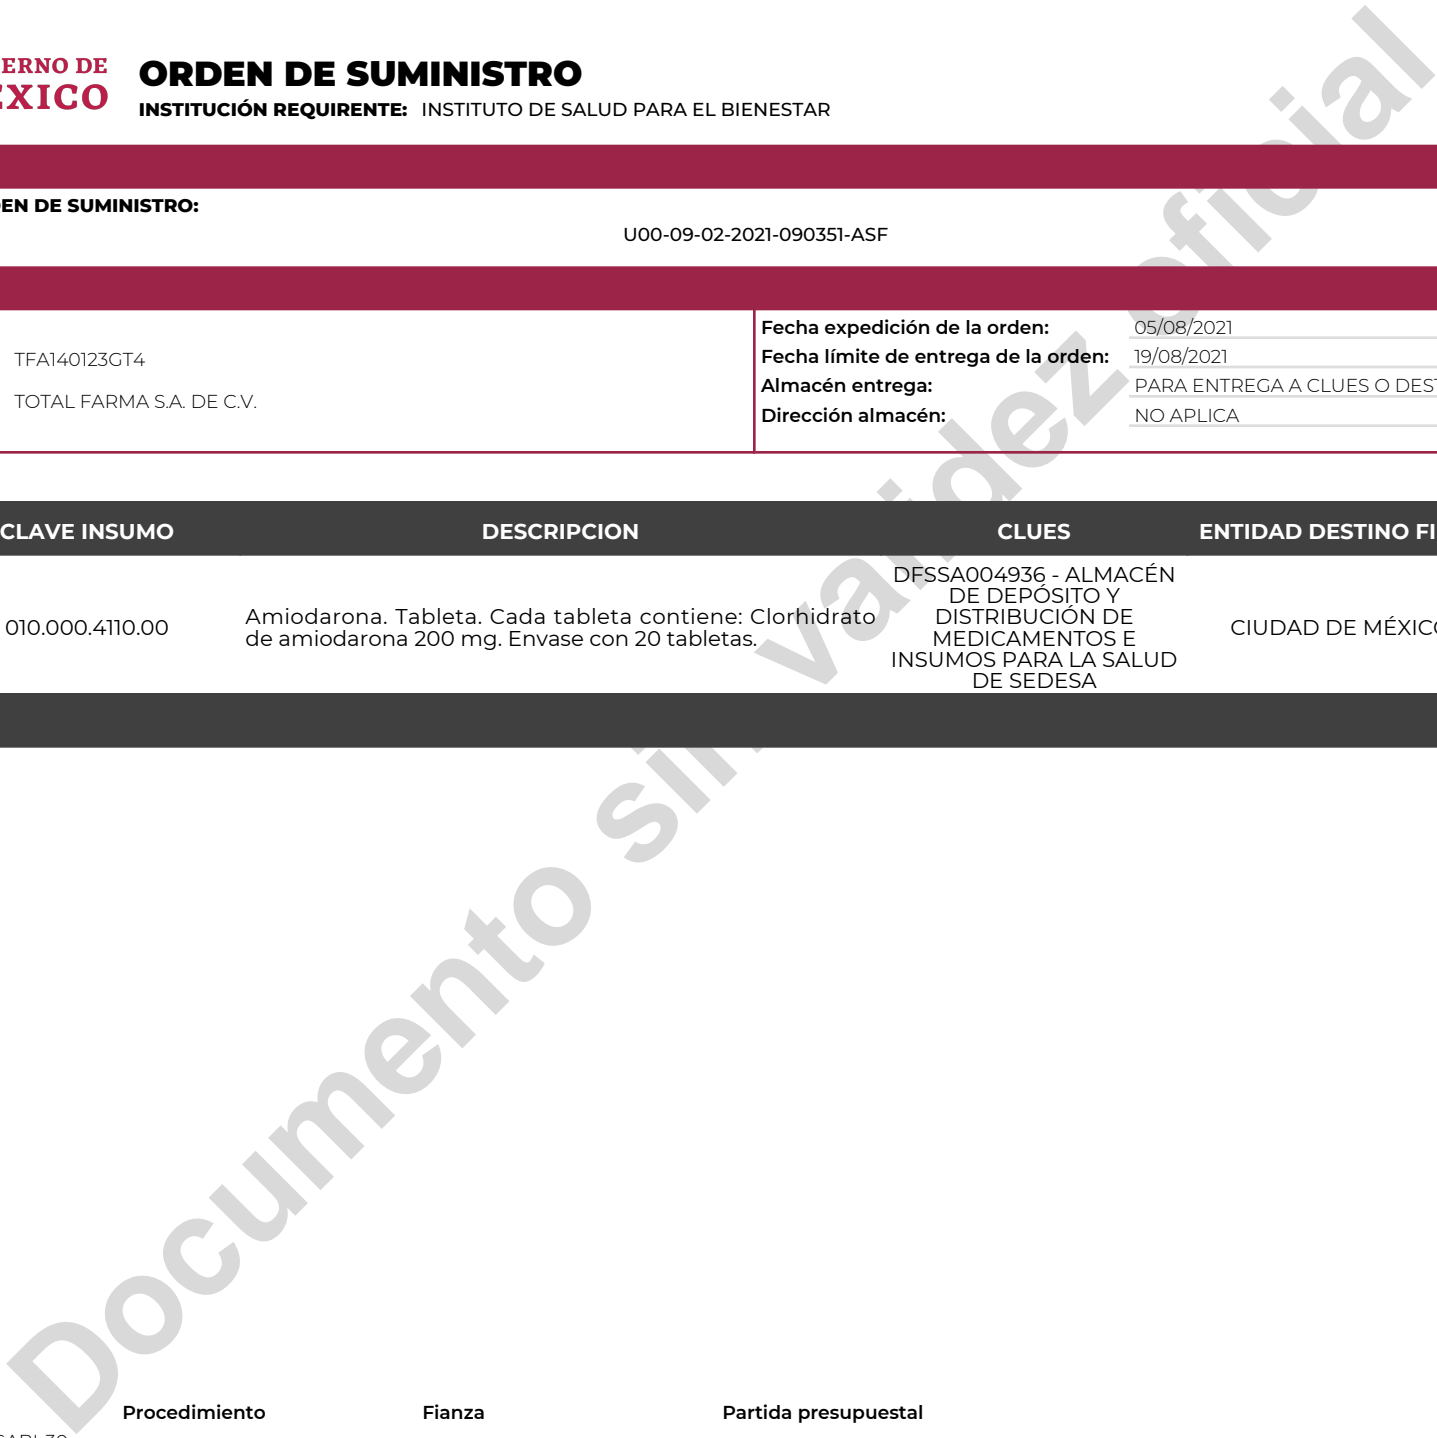 ERNO DE
ÉXICO
ORDEN DE SUMINISTRO
INSTITUCIÓN REQUIRENTE: INSTITUTO DE SALUD PARA EL BIENESTAR
EN DE SUMINISTRO:
U00-09-02-2021-090351-ASF
TFA140123GT4
TOTAL FARMA S.A. DE C.V.
Fecha expedición de la orden: 05/08/2021
Fecha límite de entrega de la orden: 19/08/2021
Almacén entrega: PARA ENTREGA A CLUES O DEST
Dirección almacén: NO APLICA
CLAVE INSUMO DESCRIPCION CLUES ENTIDAD DESTINO FI
010.000.4110.00
Amiodarona. Tableta. Cada tableta contiene: Clorhidrato
de amiodarona 200 mg. Envase con 20 tabletas.
DFSSA004936 - ALMACÉN
DE DEPÓSITO Y
DISTRIBUCIÓN DE
MEDICAMENTOS E
INSUMOS PARA LA SALUD
DE SEDESA
CIUDAD DE MÉXICO
Documento sin validez oficial
Procedimiento Fianza Partida presupuestal